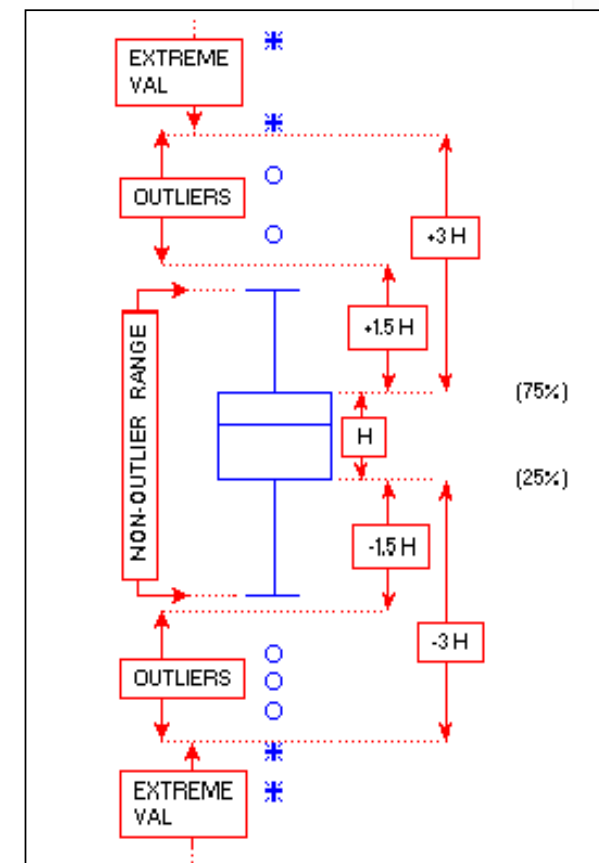 EXTREME
VAL
OUTLIERS
+3 H
+1.5 H
NON-OUTLIER RANGE
(75%)
H
(25%)
-1.5 H
-3 H
OUTLIERS
EXTREME
VAL